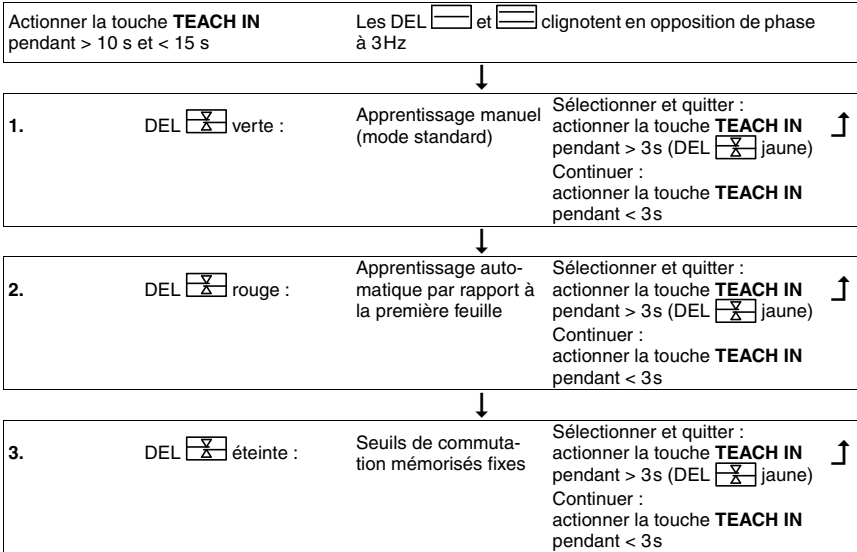 Actionner la touche TEACH IN
pendant > 10 s et < 15 s
Les DEL et clignotent en opposition de phase
à 3Hz
1.
DEL verte :
Apprentissage manuel
(mode standard)
Sélectionner et quitter :
actionner la touche TEACH IN
pendant > 3s (DEL jaune)
Continuer :
actionner la touche TEACH IN
pendant < 3s
2.
DEL rouge :
Apprentissage auto-
matique par rapport à
la première feuille
Sélectionner et quitter :
actionner la touche TEACH IN
pendant > 3s (DEL jaune)
Continuer :
actionner la touche TEACH IN
pendant < 3s
3.
DEL éteinte :
Seuils de commuta-
tion mémorisés fixes
Sélectionner et quitter :
actionner la touche TEACH IN
pendant > 3s (DEL jaune)
Continuer :
actionner la touche TEACH IN
pendant < 3s